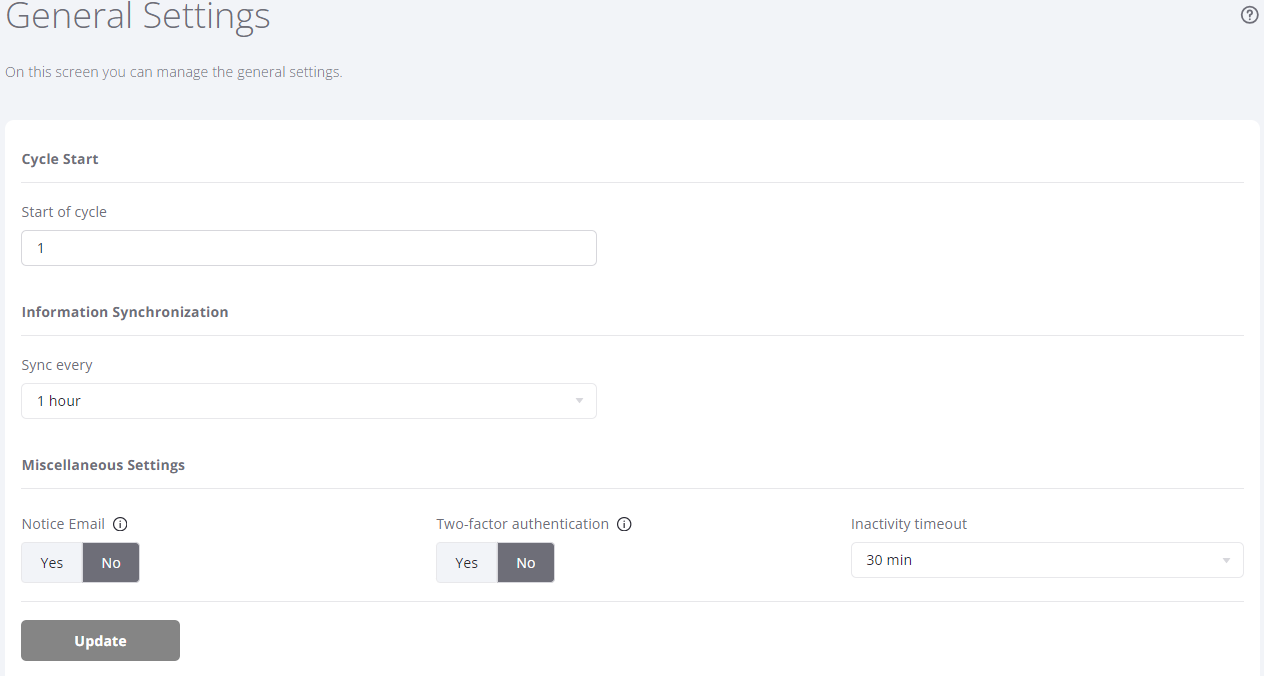 General Settings
On this screen you can manage the general settings.
Cycle Start
Start of cycle
1
Information Synchronization
Sync every
1 hour
Miscellaneous Settings
Notice Email
Yes No
Two-factor authentication
Yes No
Inactivity timeout
30 min
Update